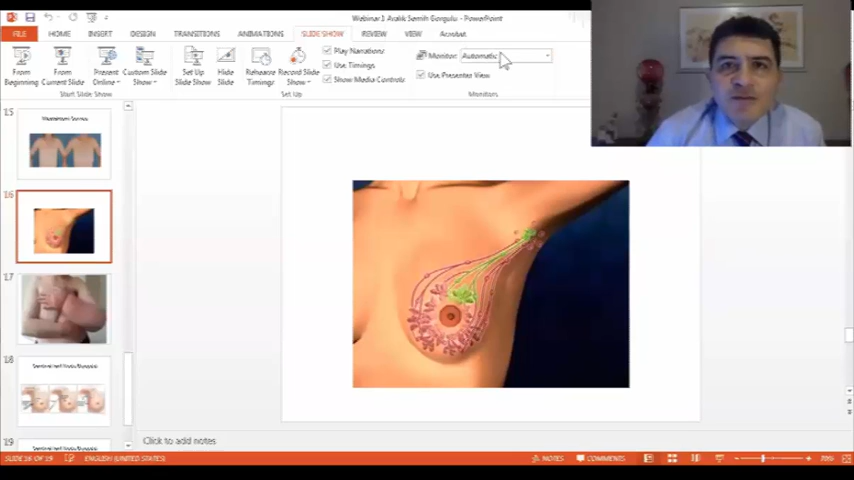 Webinar 1 Aralık Semih Gorgulu - PowerPoint
FILE HOME INSERT DESIGN TRANSITIONS ANIMATIONS SLIDE SHOW REVIEW VIEW Acrobat
From Beginning
From Current Slide
Present Online
Custom Slide Show
Set Up Slide Show
Hide Slide
Rehearse Timings
Record Slide Show
Play Narrations
Use Timings
Show Media Controls
Monitor: Automatic
Use Presenter View
Start Slide Show
Set Up
Monitors
15
16
17
18
19
Click to add notes
SLIDE 16 OF 19 ENGLISH (UNITED STATES) NOTES COMMENTS 70%